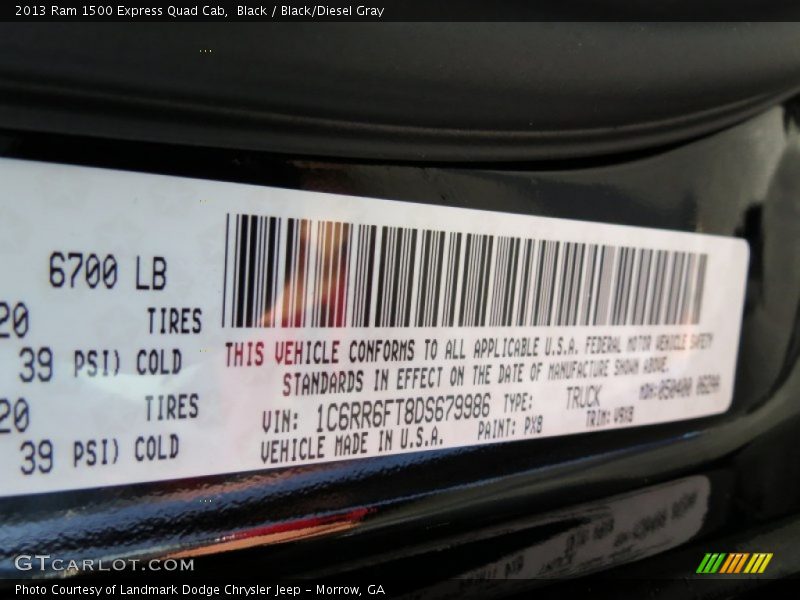 2013 Ram 1500 Express Quad Cab,  Black / Black/Diesel Gray
6700 LB
20 TIRES
39 PSI) COLD
20 TIRES
39 PSI) COLD
THIS VEHICLE CONFORMS TO ALL APPLICABLE U.S.A. FEDERAL MOTOR VEHICLE SAFETY
STANDARDS IN EFFECT ON THE DATE OF MANUFACTURE SHOWN ABOVE.
VIN: 1C6RR6FT8DS679986 TYPE: TRUCK MDH:
VEHICLE MADE IN U.S.A. PAINT: PX8 TRIM:
GTCARLOT.COM
Photo Courtesy of Landmark Dodge Chrysler Jeep – Morrow, GA